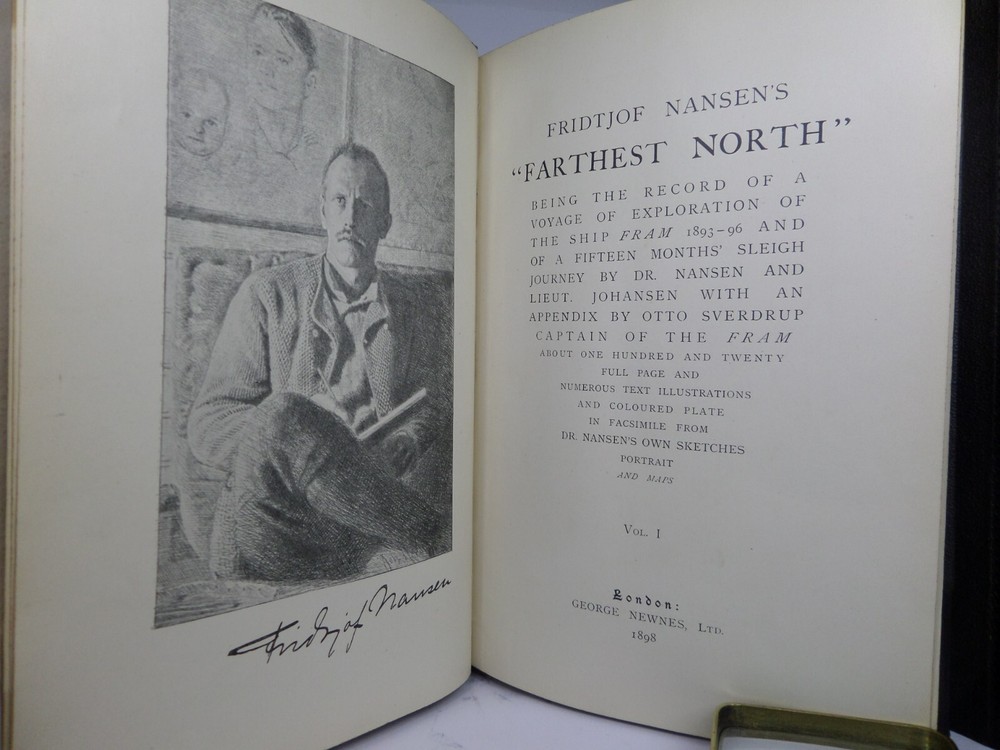 Fridtjof Nansen
FRIDTJOF NANSEN'S
"FARTHEST NORTH"
BEING THE RECORD OF A
VOYAGE OF EXPLORATION OF
THE SHIP FRAM 1893-96 AND
OF A FIFTEEN MONTHS' SLEIGH
JOURNEY BY DR. NANSEN AND
LIEUT. JOHANSEN WITH AN
APPENDIX BY OTTO SVERDRUP
CAPTAIN OF THE FRAM
ABOUT ONE HUNDRED AND TWENTY
FULL PAGE AND
NUMEROUS TEXT ILLUSTRATIONS
AND COLOURED PLATE
IN FACSIMILE FROM
DR. NANSEN'S OWN SKETCHES
PORTRAIT
AND MAPS
VOL. I
London:
GEORGE NEWNES, LTD.
1898